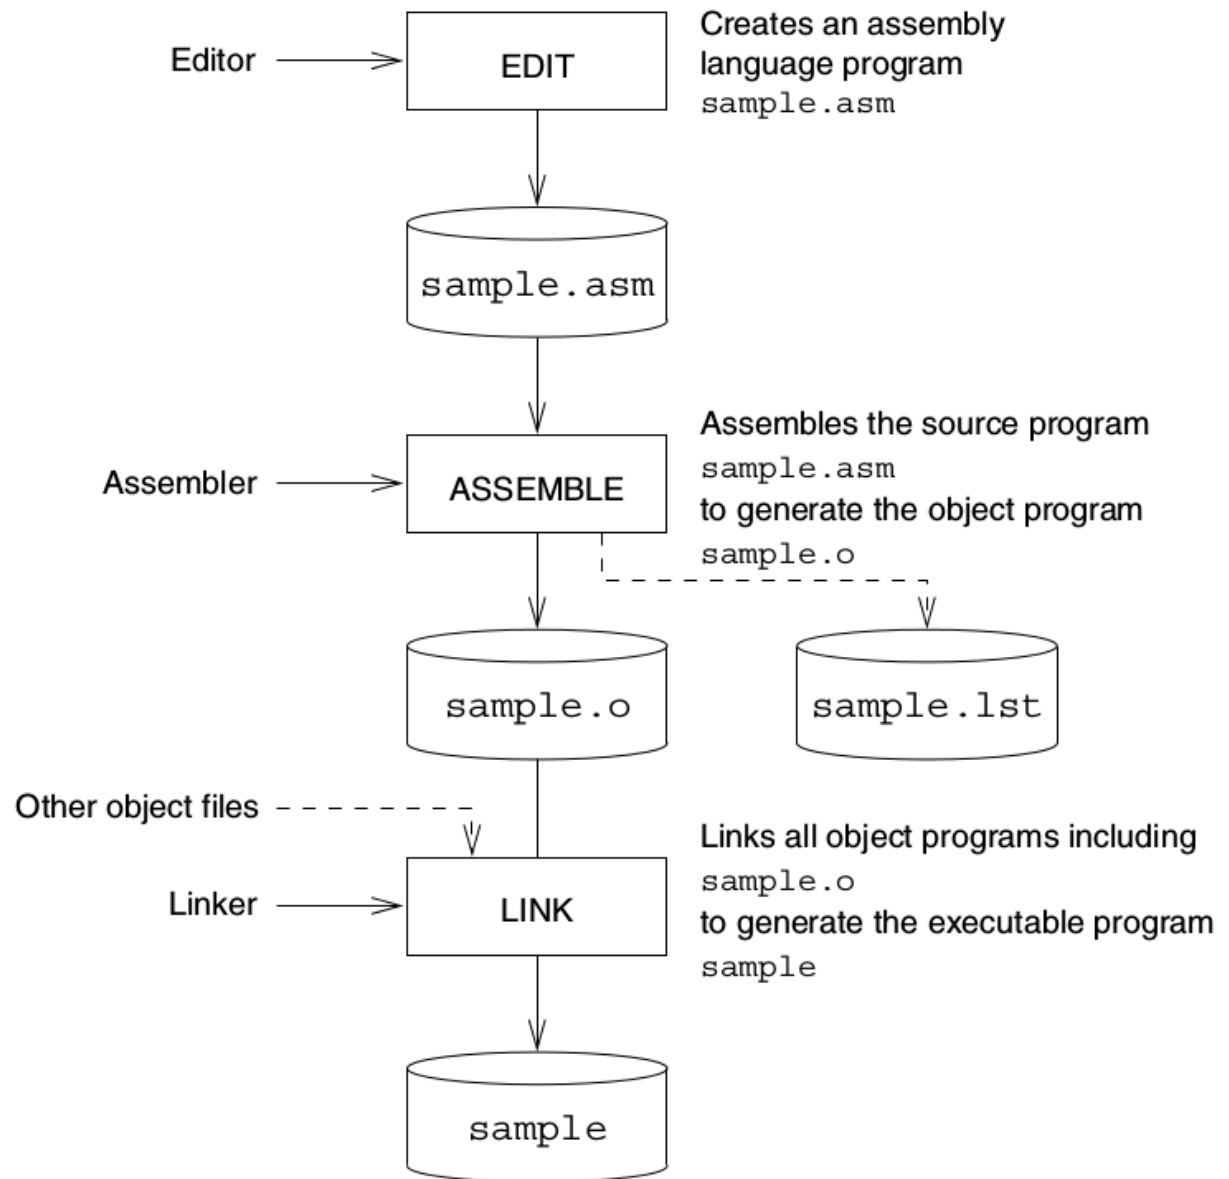 Editor
EDIT
Creates an assembly
language program
sample.asm
sample.asm
Assembler
ASSEMBLE
Assembles the source program
sample.asm
to generate the object program
sample.o
sample.o
sample.lst
Other object files
Linker
LINK
Links all object programs including
sample.o
to generate the executable program
sample
sample